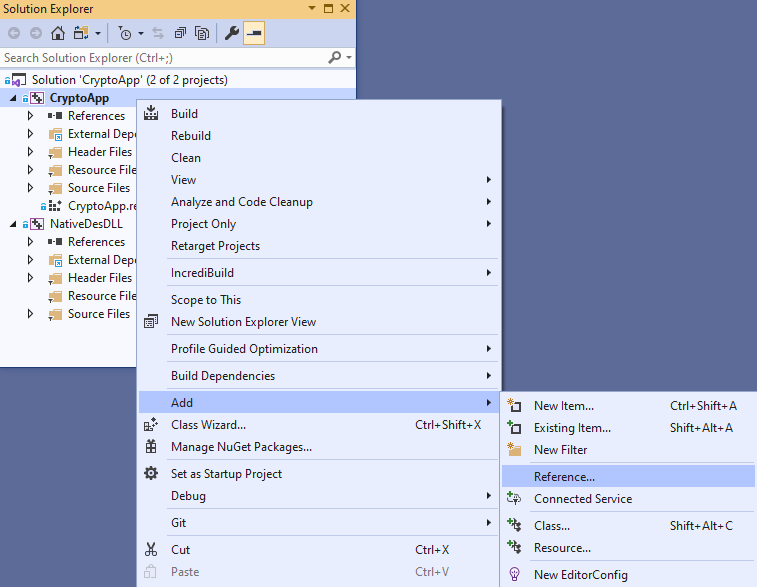 Solution Explorer
Search Solution Explorer (Ctrl+;)
Solution 'CryptoApp' (2 of 2 projects)
CryptoApp
References
External Dep
Header Files
Resource File
Source Files
CryptoApp.re
NativeDesDLL
References
External Dep
Header Files
Resource File
Source Files
Build
Rebuild
Clean
View
Analyze and Code Cleanup
Project Only
Retarget Projects
IncrediBuild
Scope to This
New Solution Explorer View
Profile Guided Optimization
Build Dependencies
Add
Class Wizard... Ctrl+Shift+X
Manage NuGet Packages...
Set as Startup Project
Debug
Git
Cut Ctrl+X
Paste Ctrl+V
New Item... Ctrl+Shift+A
Existing Item... Shift+Alt+A
New Filter
Reference...
Connected Service
Class... Shift+Alt+C
Resource...
New EditorConfig